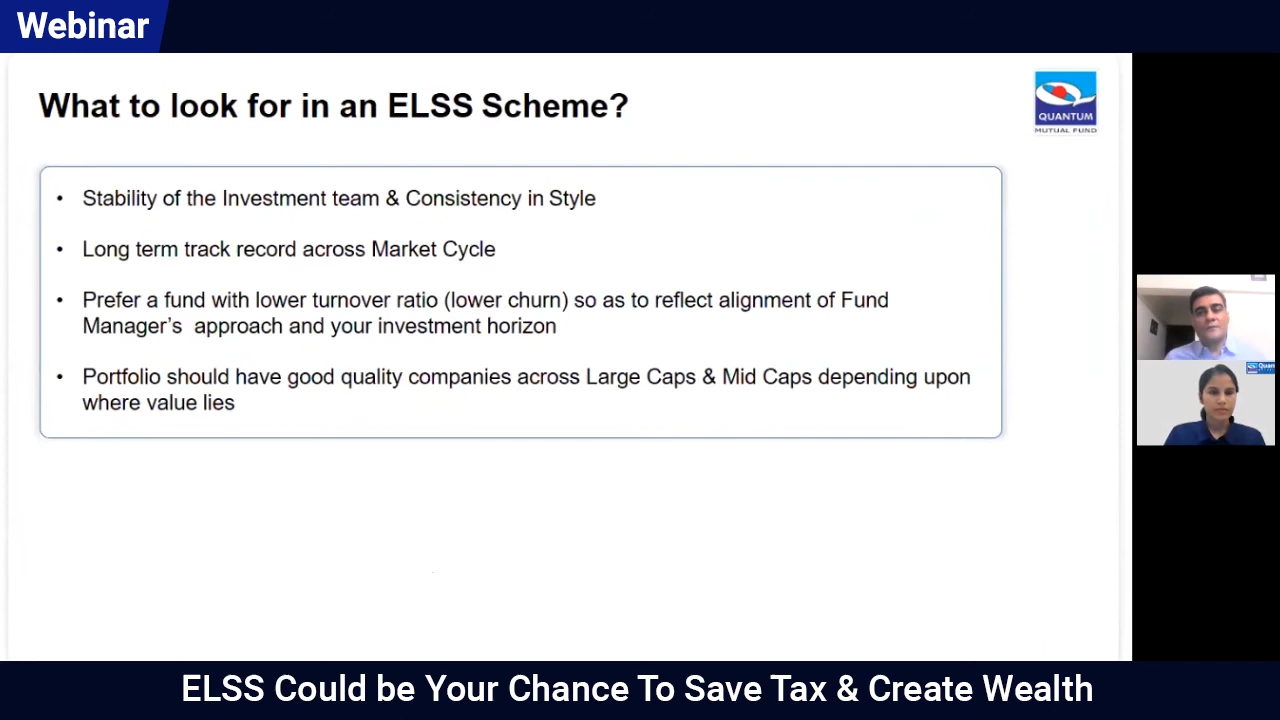 Webinar
What to look for in an ELSS Scheme?
QUANTUM
MUTUAL FUND
• Stability of the Investment team & Consistency in Style
• Long term track record across Market Cycle
• Prefer a fund with lower turnover ratio (lower churn) so as to reflect alignment of Fund
Manager's approach and your investment horizon
• Portfolio should have good quality companies across Large Caps & Mid Caps depending upon
where value lies
ELSS Could be Your Chance To Save Tax & Create Wealth